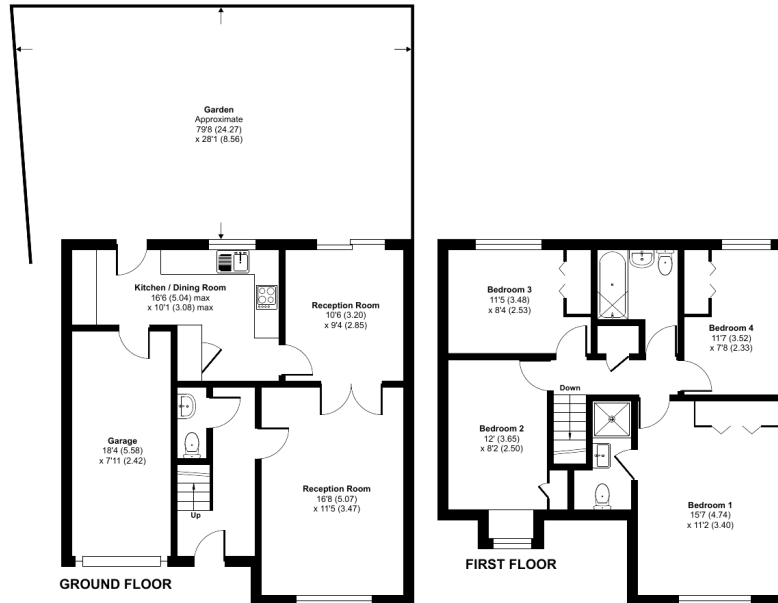 Garden
Approximate
79'8 (24.27)
x 28'1 (8.56)
Kitchen / Dining Room
16'6 (5.04) max
x 10'1 (3.08) max
Reception Room
10'6 (3.20)
x 9'4 (2.85)
Garage
18'4 (5.58)
x 7'11 (2.42)
Up
Reception Room
16'8 (5.07)
x 11'5 (3.47)
GROUND FLOOR
Bedroom 3
11'5 (3.48)
x 8'4 (2.53)
Bedroom 4
11'7 (3.52)
x 7'8 (2.33)
Down
Bedroom 2
12' (3.65)
x 8'2 (2.50)
Bedroom 1
15'7 (4.74)
x 11'2 (3.40)
FIRST FLOOR